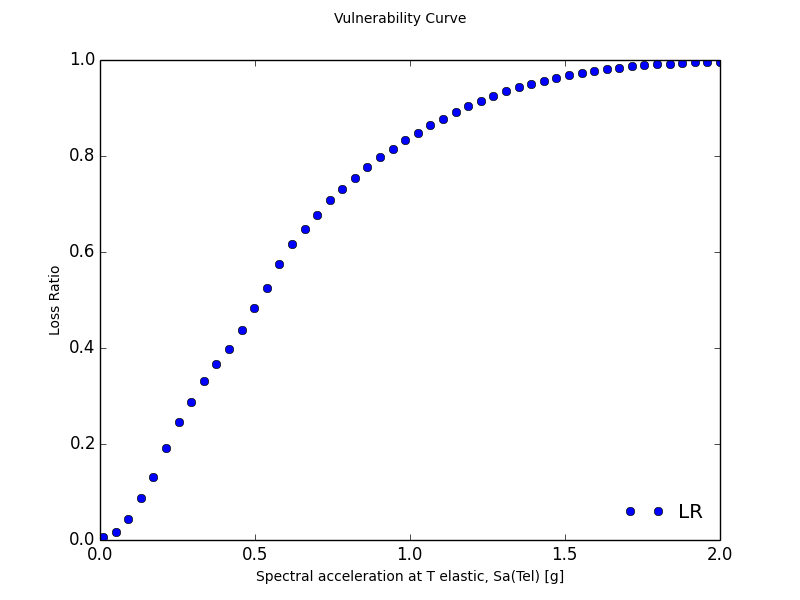 Vulnerability Curve
1.0
0.8
0.6
0.4
0.2
0.0
Loss Ratio
LR
0.0 0.5 1.0 1.5 2.0
Spectral acceleration at T elastic, Sa(Tel) [g]